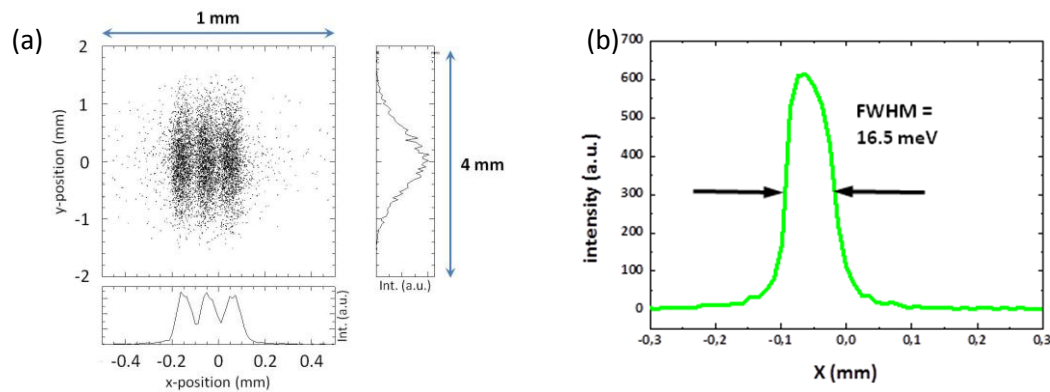 (a)
1 mm
2
1
0
-1
-2
y-position (mm)
4 mm
Int. (a.u.)
Int. (a.u.)
-0.4
-0.2
0
0.2
0.4
x-position (mm)
(b)
700
600
500
400
300
200
100
0
intensity (a.u.)
FWHM =
16.5 meV
-0,3
-0,2
-0,1
0,0
0,1
0,2
0,3
X (mm)